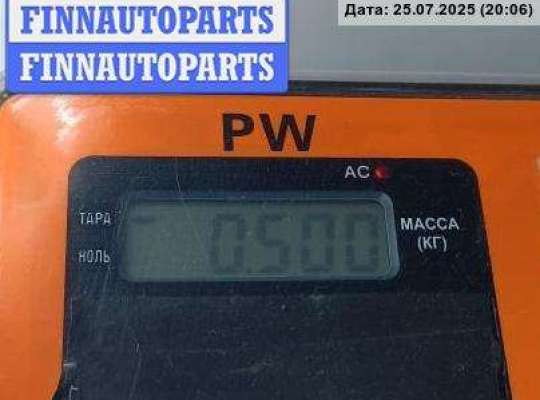 FINNAUTOPARTS
FINNAUTOPARTS
Дата: 25.07.2025 (20:06)
PW
AC
ТАРА
НОЛЬ
0.500
МАССА
(КГ)